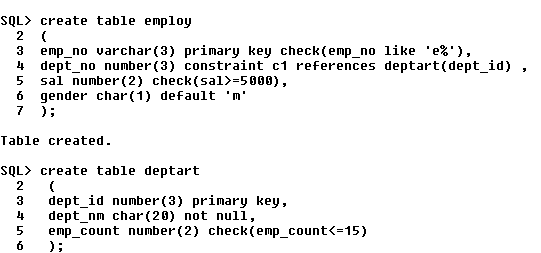 SQL> create table employ
2 (
3 emp_no varchar(3) primary key check(emp_no like 'e%'),
4 dept_no number(3) constraint c1 references deptart(dept_id) ,
5 sal number(2) check(sal>=5000),
6 gender char(1) default 'm'
7 );
Table created.
SQL> create table deptart
2 (
3 dept_id number(3) primary key,
4 dept_nm char(20) not null,
5 emp_count number(2) check(emp_count<=15)
6 );